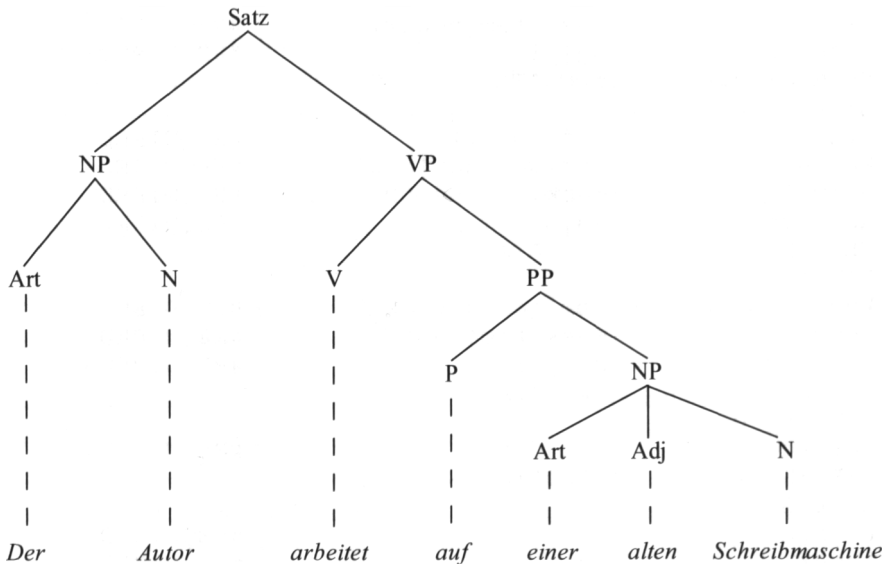 Satz
NP VP
Art N V PP
P NP
Art Adj N
Der Autor arbeitet auf einer alten Schreibmaschine